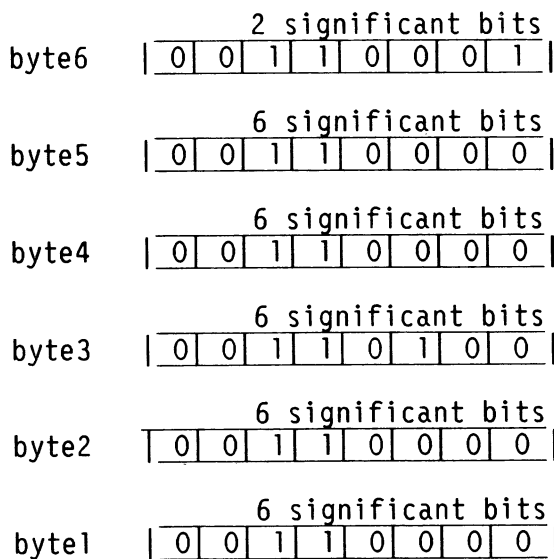 2 significant bits
byte6 | 0| 0| 1| 1| 0| 0| 0| 1|
6 significant bits
byte5 | 0| 0| 1| 1| 0| 0| 0| 0|
6 significant bits
byte4 | 0| 0| 1| 1| 0| 0| 0| 0|
6 significant bits
byte3 | 0| 0| 1| 1| 0| 1| 0| 0|
6 significant bits
byte2 | 0| 0| 1| 1| 0| 0| 0| 0|
6 significant bits
byte1 | 0| 0| 1| 1| 0| 0| 0| 0|